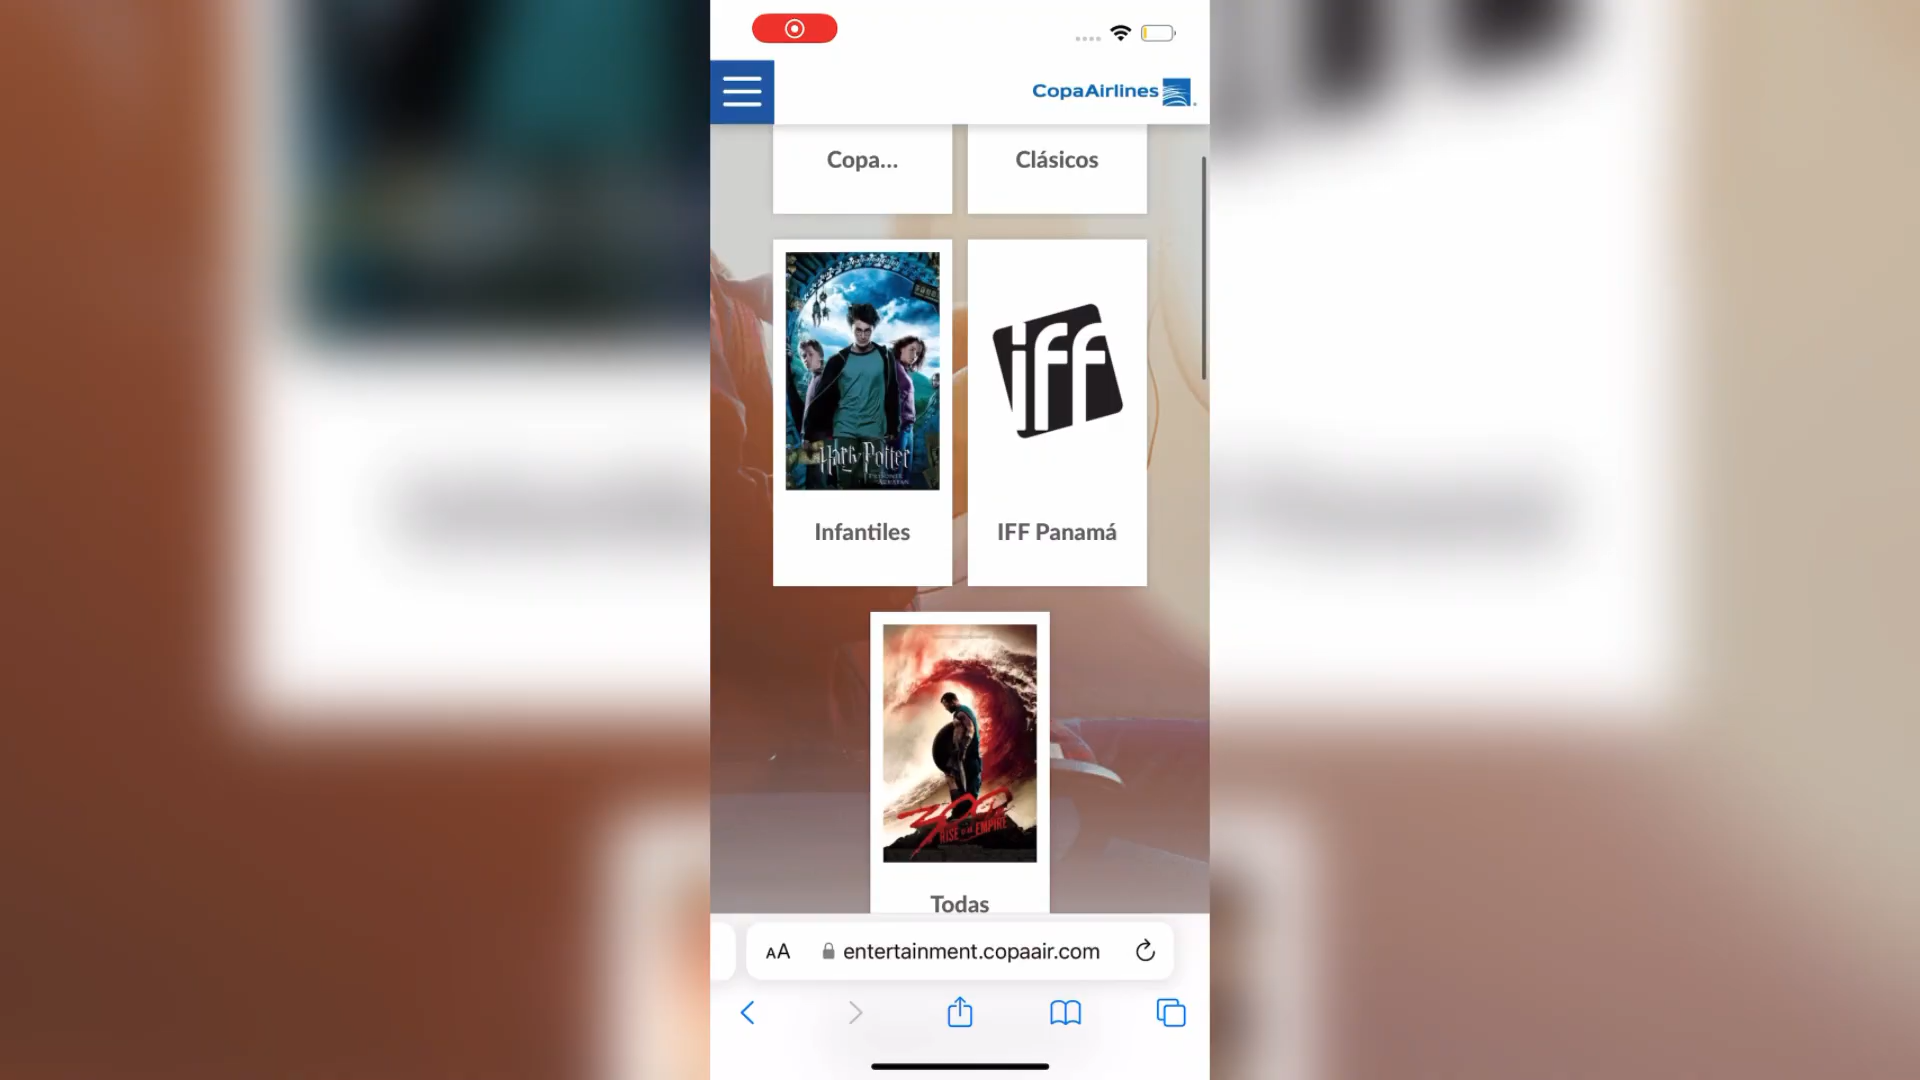 CopaAirlines
Copa...
Clásicos
Harry Potter
iff
Infantiles
IFF Panamá
300
RISE OF AN EMPIRE
Todas
AA
entertainment.copaair.com